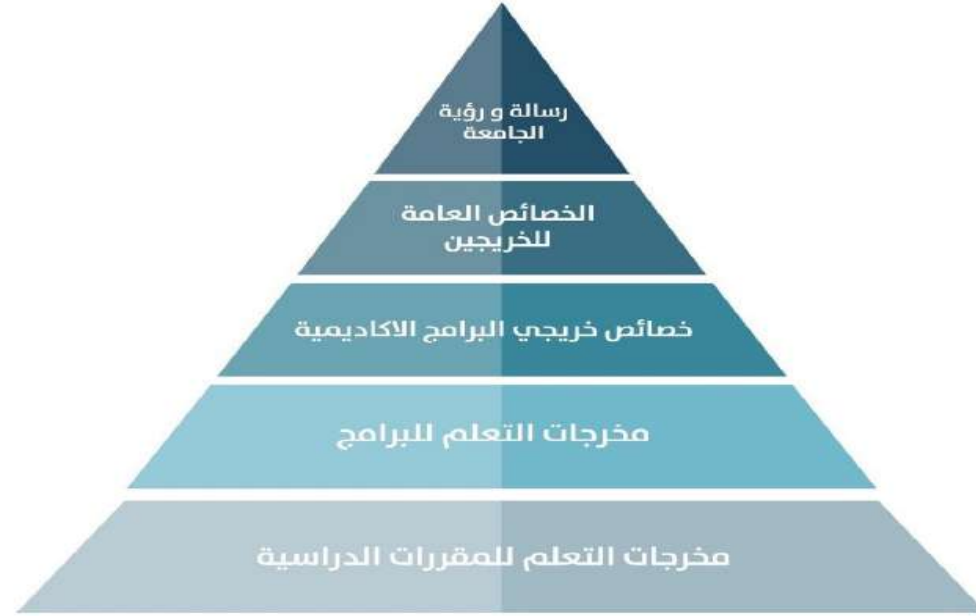 رسالة و رؤية
الجامعة
الخصائص العامة
للخريجين
خصائص خريجي البرامج الاكاديمية
مخرجات التعلم للبرامج
مخرجات التعلم للمقررات الدراسية